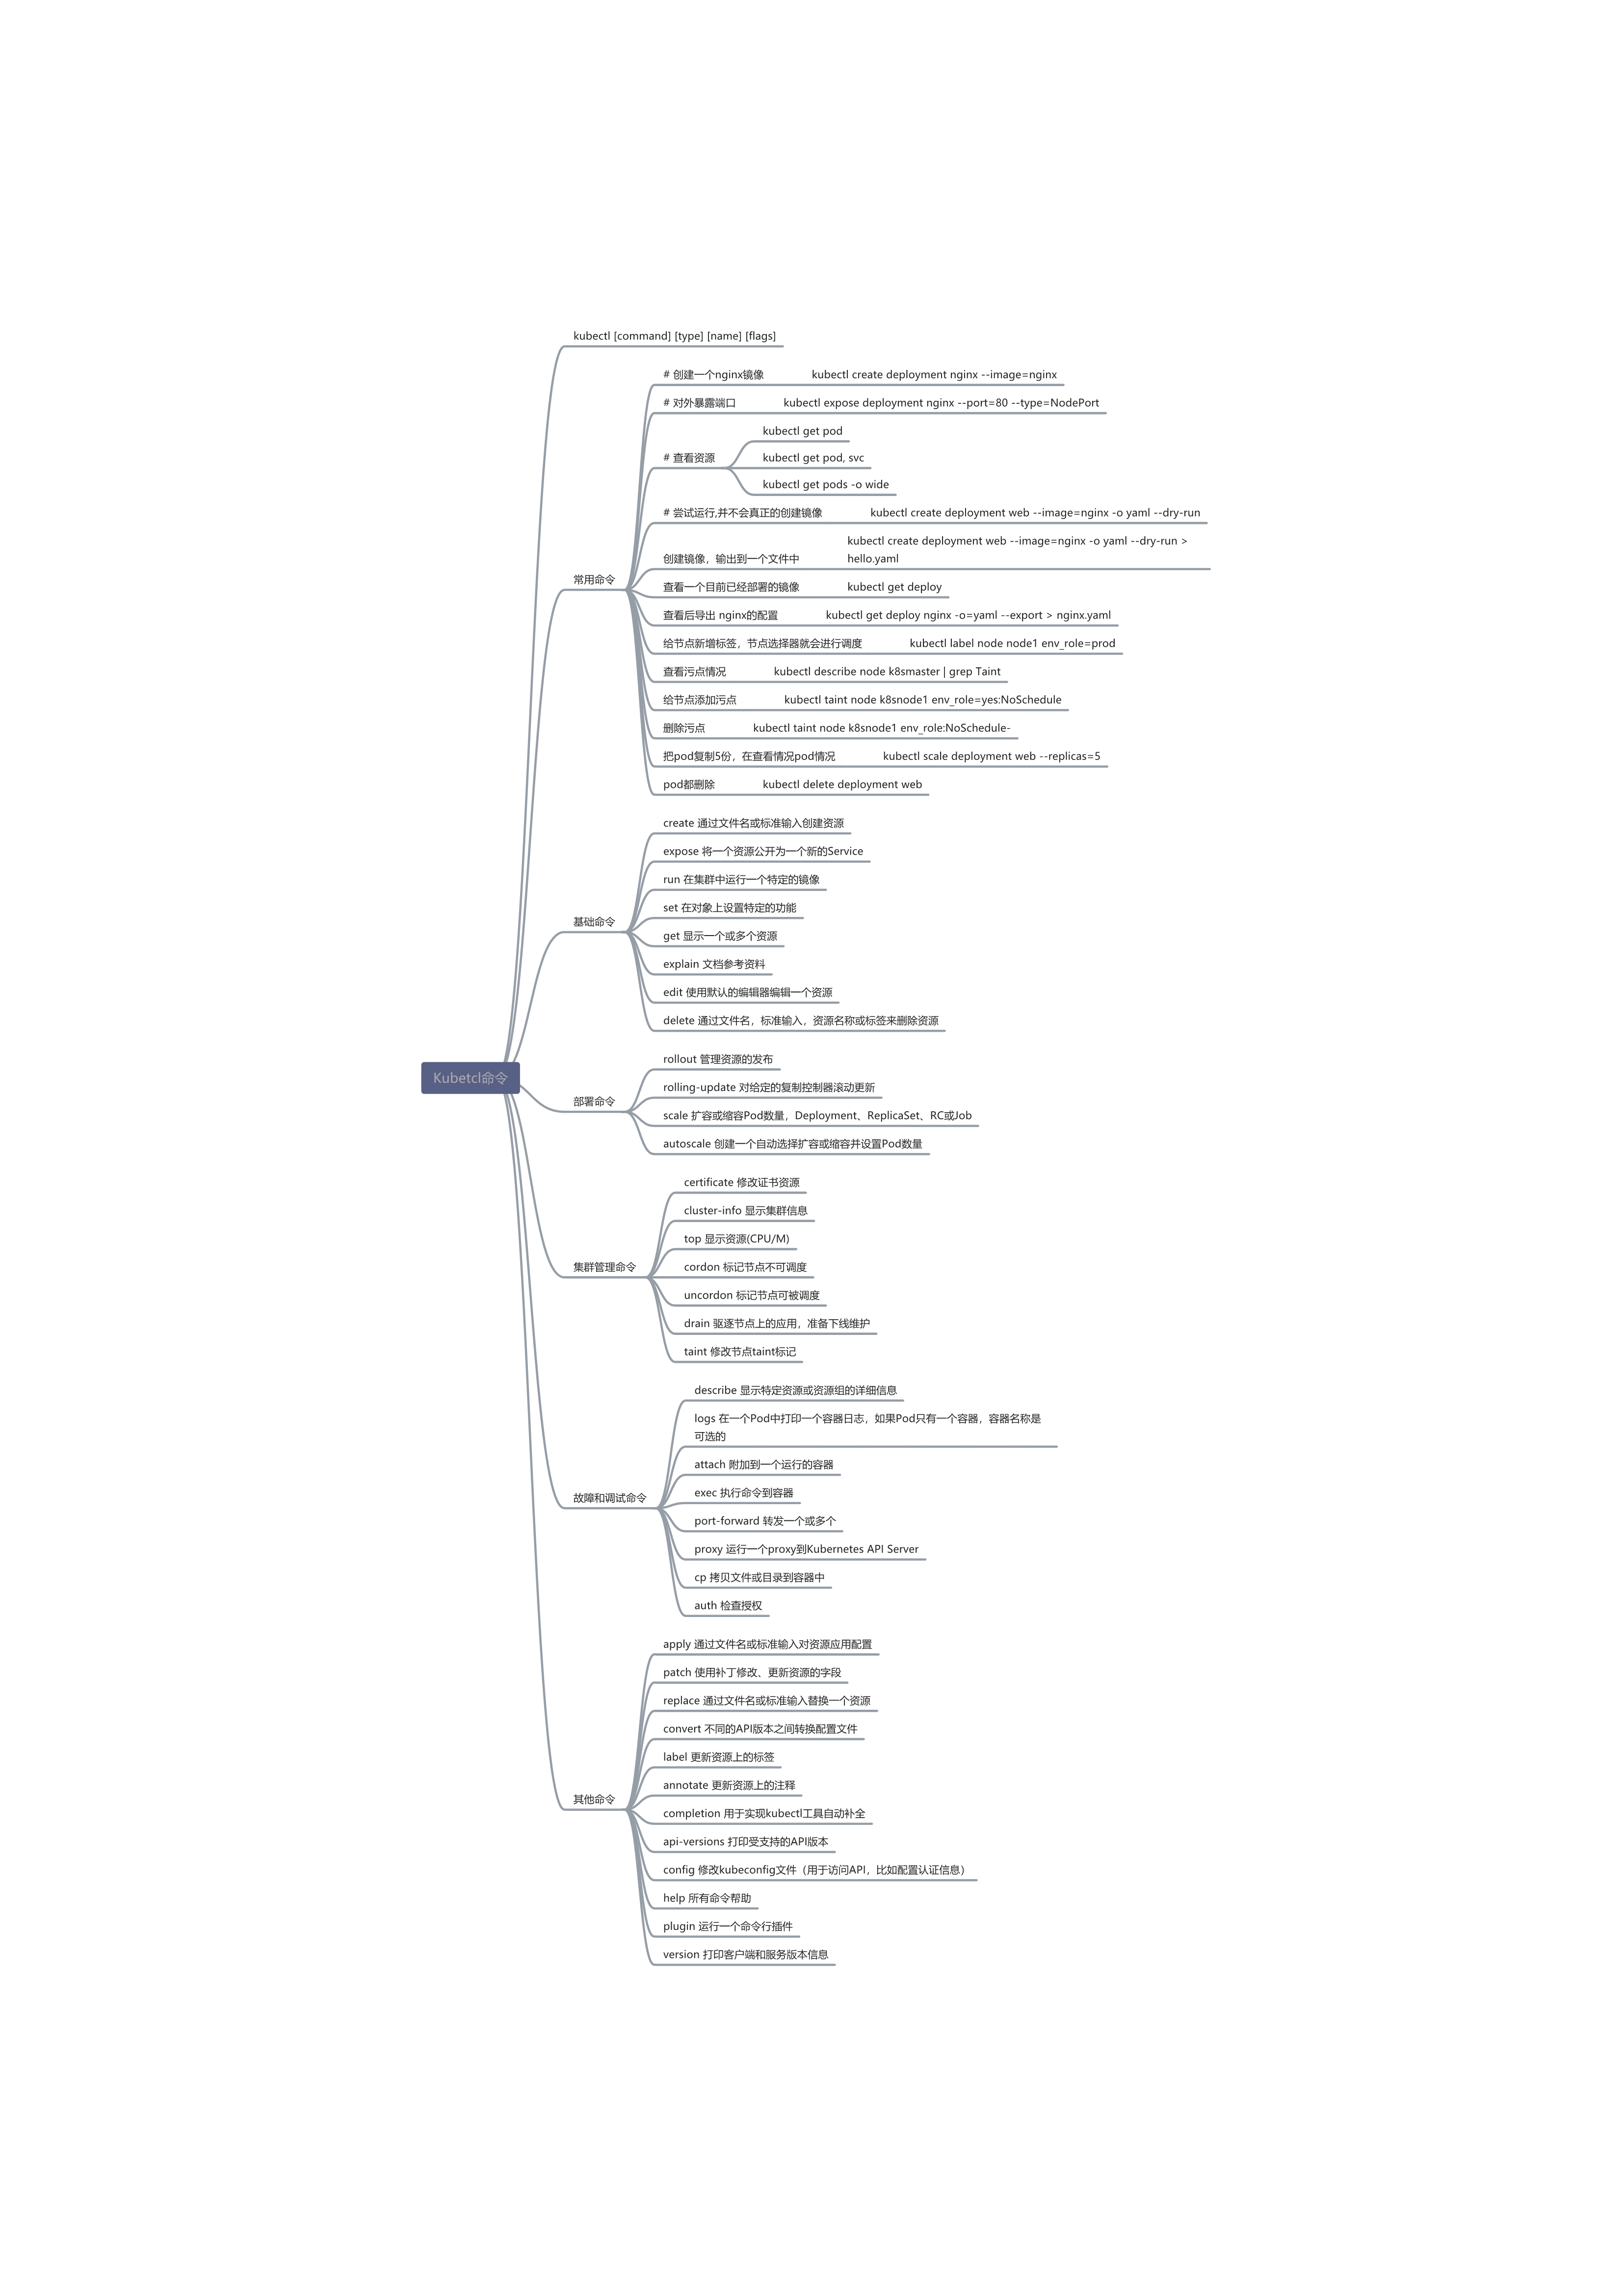 kubectl [command] [type] [name] [flags]
# 创建一个nginx镜像 kubectl create deployment nginx --image=nginx
# 对外暴露端口 kubectl expose deployment nginx --port=80 --type=NodePort
kubectl get pod
# 查看资源 kubectl get pod, svc
kubectl get pods -o wide
# 尝试运行,并不会真正的创建镜像 kubectl create deployment web --image=nginx -o yaml --dry-run
kubectl create deployment web --image=nginx -o yaml --dry-run >
创建镜像，输出到一个文件中 hello.yaml
常用命令
查看一个目前已经部署的镜像 kubectl get deploy
查看后导出 nginx的配置 kubectl get deploy nginx -o=yaml --export > nginx.yaml
给节点新增标签，节点选择器就会进行调度 kubectl label node node1 env_role=prod
查看污点情况 kubectl describe node k8smaster | grep Taint
给节点添加污点 kubectl taint node k8snode1 env_role=yes:NoSchedule
删除污点 kubectl taint node k8snode1 env_role:NoSchedule-
把pod复制5份，在查看情况pod情况 kubectl scale deployment web --replicas=5
pod都删除 kubectl delete deployment web
create 通过文件名或标准输入创建资源
expose 将一个资源公开为一个新的Service
run 在集群中运行一个特定的镜像
set 在对象上设置特定的功能
基础命令
get 显示一个或多个资源
explain 文档参考资料
edit 使用默认的编辑器编辑一个资源
delete 通过文件名，标准输入，资源名称或标签来删除资源
Kubetcl命令
rollout 管理资源的发布
rolling-update 对给定的复制控制器滚动更新
部署命令
scale 扩容或缩容Pod数量，Deployment、ReplicaSet、RC或Job
autoscale 创建一个自动选择扩容或缩容并设置Pod数量
certificate 修改证书资源
cluster-info 显示集群信息
top 显示资源(CPU/M)
集群管理命令
cordon 标记节点不可调度
uncordon 标记节点可被调度
drain 驱逐节点上的应用，准备下线维护
taint 修改节点taint标记
describe 显示特定资源或资源组的详细信息
logs 在一个Pod中打印一个容器日志，如果Pod只有一个容器，容器名称是
可选的
attach 附加到一个运行的容器
exec 执行命令到容器
故障和调试命令
port-forward 转发一个或多个
proxy 运行一个proxy到Kubernetes API Server
cp 拷贝文件或目录到容器中
auth 检查授权
apply 通过文件名或标准输入对资源应用配置
patch 使用补丁修改、更新资源的字段
replace 通过文件名或标准输入替换一个资源
convert 不同的API版本之间转换配置文件
label 更新资源上的标签
annotate 更新资源上的注释
其他命令
completion 用于实现kubectl工具自动补全
api-versions 打印受支持的API版本
config 修改kubeconfig文件（用于访问API，比如配置认证信息）
help 所有命令帮助
plugin 运行一个命令行插件
version 打印客户端和服务版本信息